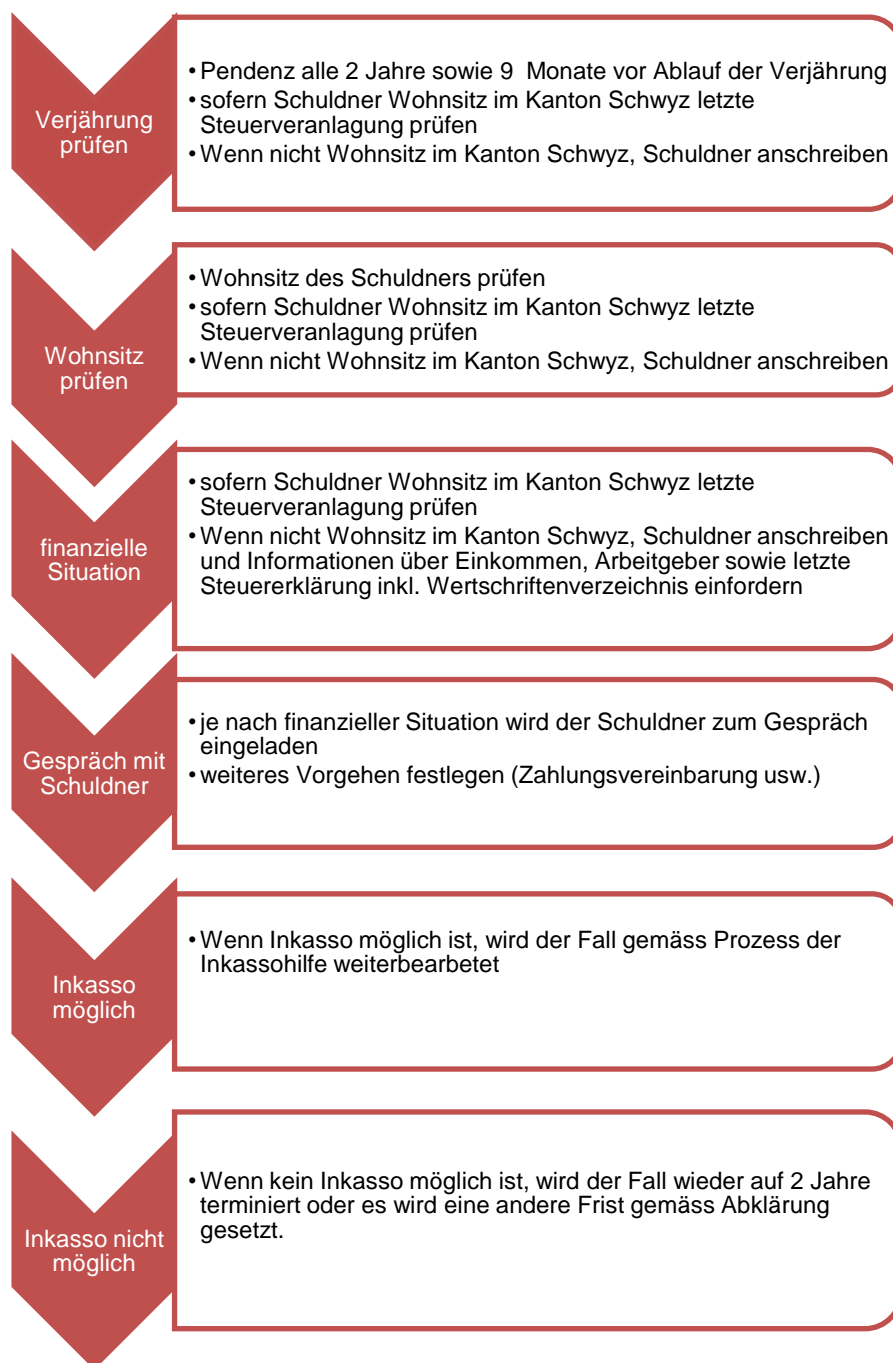 Verjährung
prüfen
• Pendenz alle 2 Jahre sowie 9  Monate vor Ablauf der Verjährung
• sofern Schuldner Wohnsitz im Kanton Schwyz letzte
Steuerveranlagung prüfen
• Wenn nicht Wohnsitz im Kanton Schwyz, Schuldner anschreiben
Wohnsitz
prüfen
• Wohnsitz des Schuldners prüfen
• sofern Schuldner Wohnsitz im Kanton Schwyz letzte
Steuerveranlagung prüfen
• Wenn nicht Wohnsitz im Kanton Schwyz, Schuldner anschreiben
finanzielle
Situation
• sofern Schuldner Wohnsitz im Kanton Schwyz letzte
Steuerveranlagung prüfen
• Wenn nicht Wohnsitz im Kanton Schwyz, Schuldner anschreiben
und Informationen über Einkommen, Arbeitgeber sowie letzte
Steuererklärung inkl. Wertschriftenverzeichnis einfordern
Gespräch mit
Schuldner
• je nach finanzieller Situation wird der Schuldner zum Gespräch
eingeladen
• weiteres Vorgehen festlegen (Zahlungsvereinbarung usw.)
Inkasso
möglich
• Wenn Inkasso möglich ist, wird der Fall gemäss Prozess der
Inkassohilfe weiterbearbetet
Inkasso nicht
möglich
• Wenn kein Inkasso möglich ist, wird der Fall wieder auf 2 Jahre
terminiert oder es wird eine andere Frist gemäss Abklärung
gesetzt.